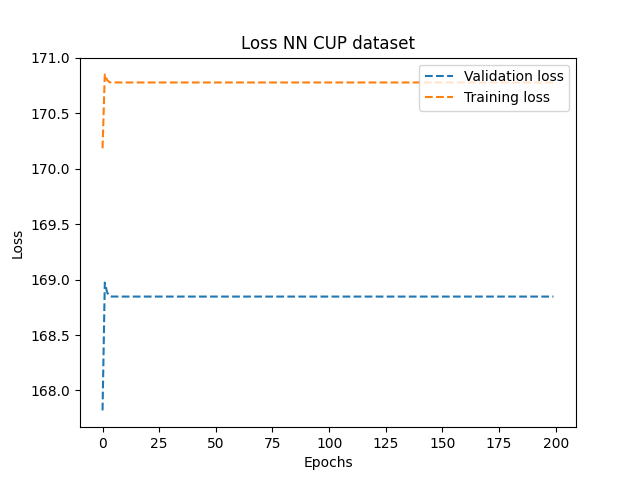 Loss NN CUP dataset
Validation loss
Training loss
171.0
170.5
170.0
169.5
169.0
168.5
168.0
Loss
0 25 50 75 100 125 150 175 200
Epochs